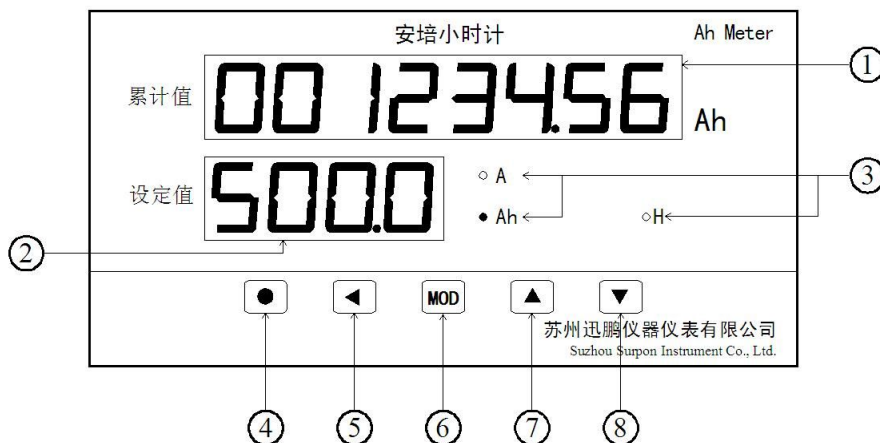 安培小时计 Ah Meter
①
累计值 001234.56 Ah
设定值 500.0
A
Ah
H
③
②
MOD
苏州迅鹏仪器仪表有限公司
Suzhou Surpon Instrument Co., Ltd.
④ ⑤ ⑥ ⑦ ⑧